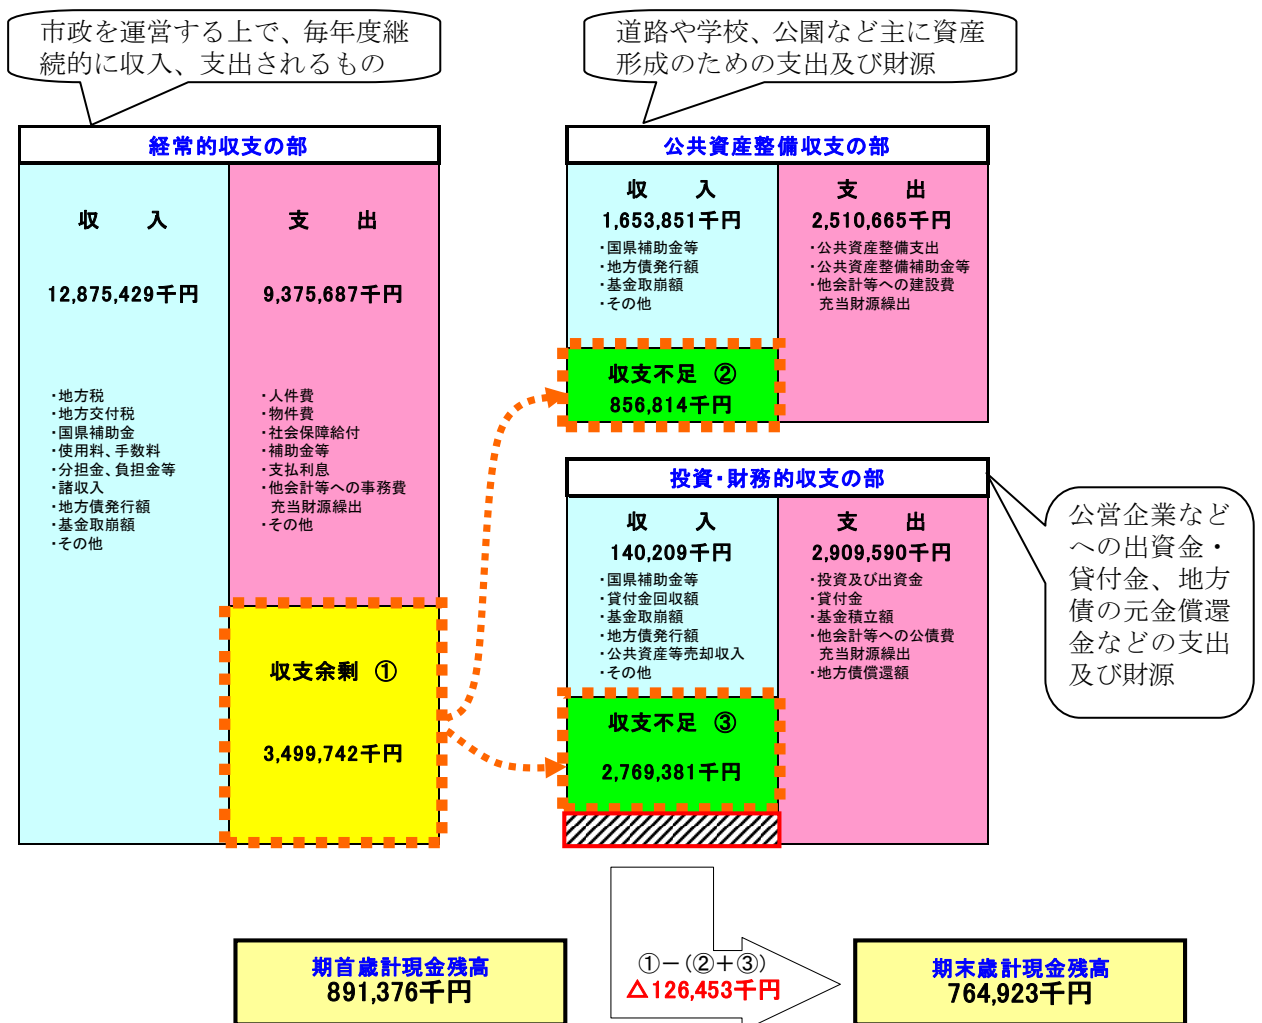 市政を運営する上で、毎年度継
続的に収入、支出されるもの
道路や学校、公園など主に資産
形成のための支出及び財源
経常的収支の部
収　入
12,875,429千円
・地方税
・地方交付税
・国県補助金
・使用料、手数料
・分担金、負担金等
・諸収入
・地方債発行額
・基金取崩額
・その他
支　出
9,375,687千円
・人件費
・物件費
・社会保障給付
・補助金等
・支払利息
・他会計等への事務費
充当財源繰出
・その他
収支余剰 ①
3,499,742千円
公共資産整備収支の部
収　入
1,653,851千円
・国県補助金等
・地方債発行額
・基金取崩額
・その他
収支不足 ②
856,814千円
支　出
2,510,665千円
・公共資産整備支出
・公共資産整備補助金等
・他会計等への建設費
充当財源繰出
投資・財務的収支の部
収　入
140,209千円
・国県補助金等
・貸付金回収額
・基金取崩額
・地方債発行額
・公共資産等売却収入
・その他
収支不足 ③
2,769,381千円
支　出
2,909,590千円
・投資及び出資金
・貸付金
・基金積立額
・他会計等への公債費
充当財源繰出
・地方債償還額
公営企業など
への出資金・
貸付金、地方
債の元金償還
金などの支出
及び財源
期首歳計現金残高
891,376千円
①－(②＋③)
△126,453千円
期末歳計現金残高
764,923千円